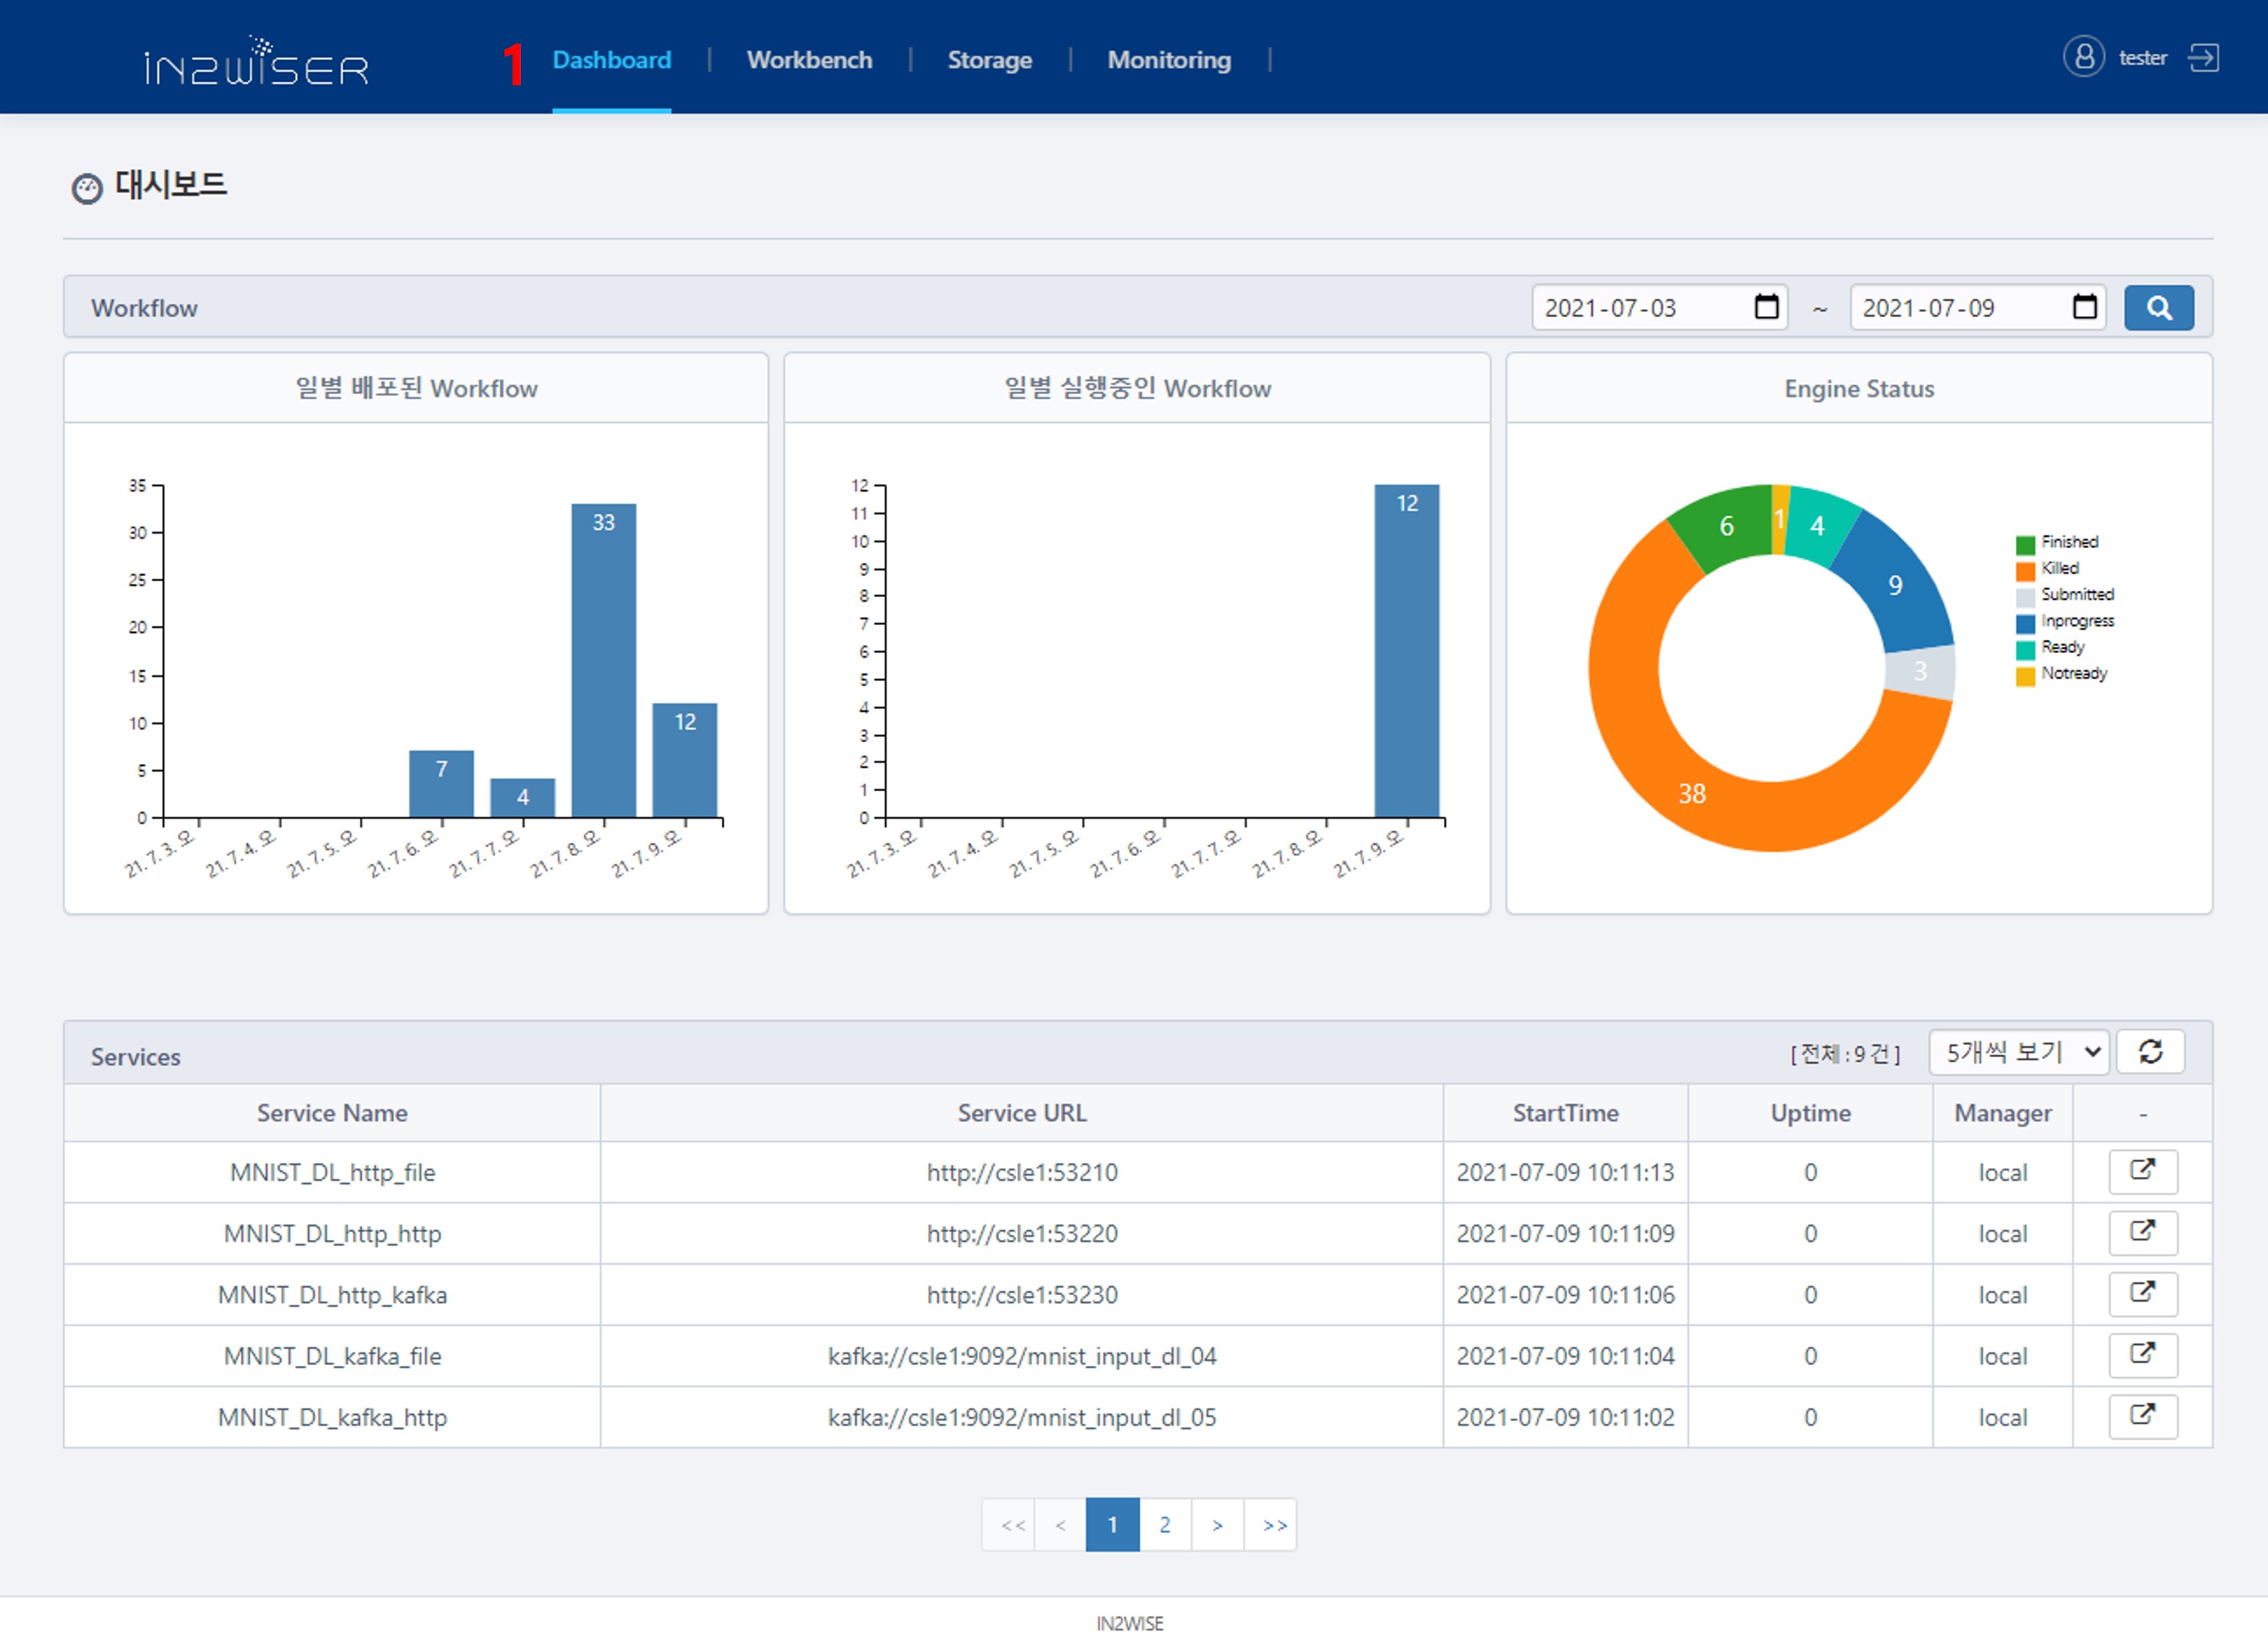 iN2WiSER
1 Dashboard | Workbench | Storage | Monitoring |
tester
대시보드
Workflow
2021-07-03 ~ 2021-07-09
일별 배포된 Workflow
35
30
25
20
15
10
5
0
7
4
33
12
21. 7. 3. 오
21. 7. 4. 오
21. 7. 5. 오
21. 7. 6. 오
21. 7. 7. 오
21. 7. 8. 오
21. 7. 9. 오
일별 실행중인 Workflow
12
11
10
9
8
7
6
5
4
3
2
1
0
12
21. 7. 3. 오
21. 7. 4. 오
21. 7. 5. 오
21. 7. 6. 오
21. 7. 7. 오
21. 7. 8. 오
21. 7. 9. 오
Engine Status
6
1
4
9
3
38
Finished
Killed
Submitted
Inprogress
Ready
Notready
Services
[ 전체 : 9 건 ]
5개씩 보기
Service Name Service URL StartTime Uptime Manager -
MNIST_DL_http_file http://csle1:53210 2021-07-09 10:11:13 0 local
MNIST_DL_http_http http://csle1:53220 2021-07-09 10:11:09 0 local
MNIST_DL_http_kafka http://csle1:53230 2021-07-09 10:11:06 0 local
MNIST_DL_kafka_file kafka://csle1:9092/mnist_input_dl_04 2021-07-09 10:11:04 0 local
MNIST_DL_kafka_http kafka://csle1:9092/mnist_input_dl_05 2021-07-09 10:11:02 0 local
<< < 1 2 > >>
IN2WISE